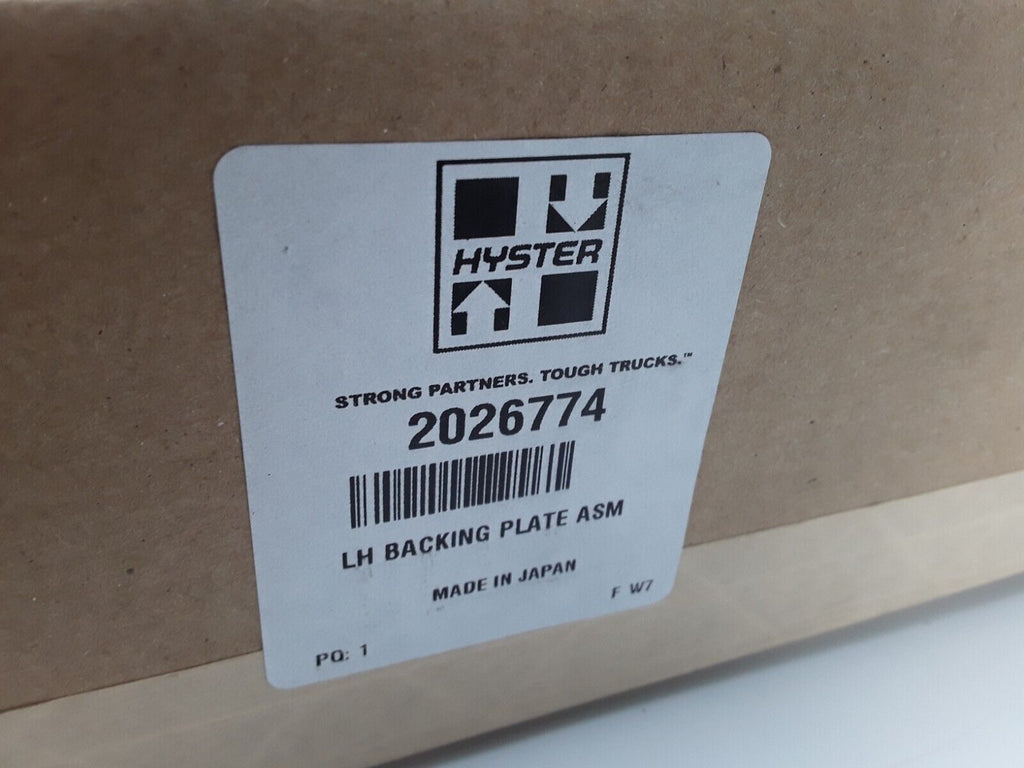 HYSTER
STRONG PARTNERS. TOUGH TRUCKS.™
2026774
LH BACKING PLATE ASM
MADE IN JAPAN
F W7
PQ: 1